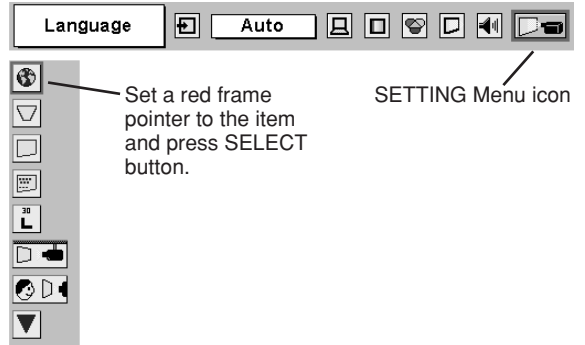 Language
Auto
Set a red frame
pointer to the item
and press SELECT
button.
SETTING Menu icon
30
L